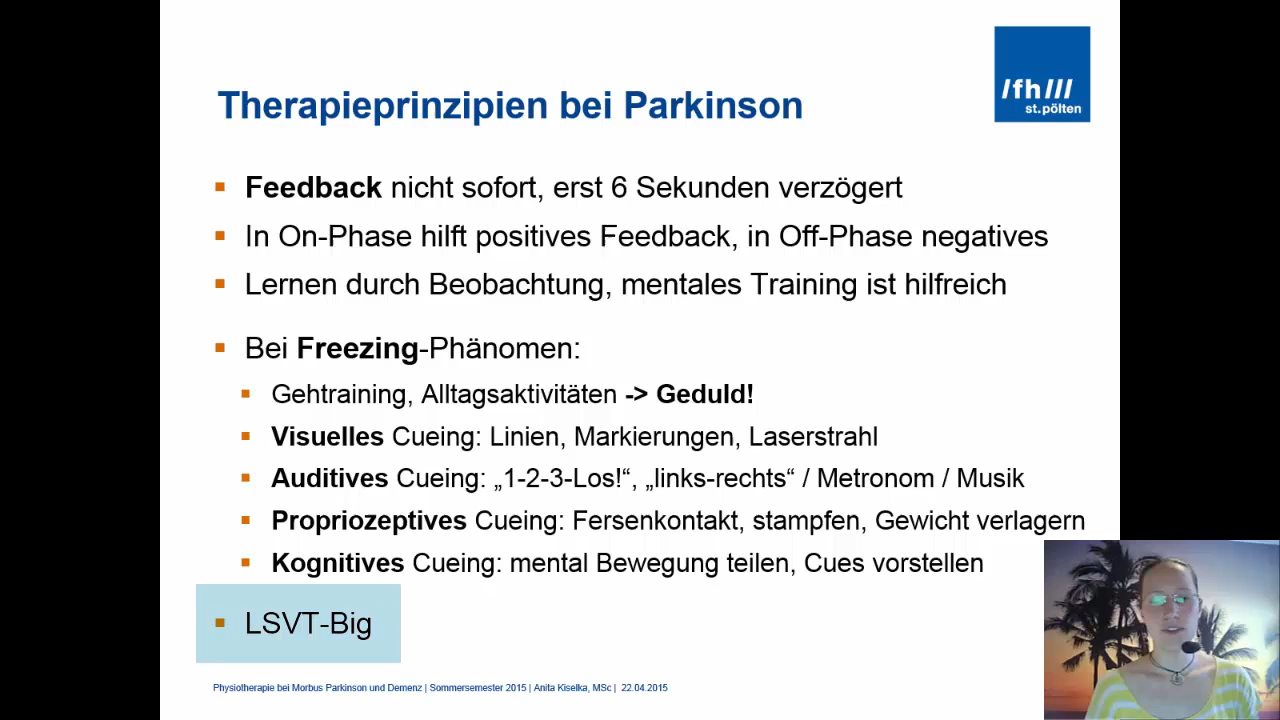 /fh///
st.pölten
Therapieprinzipien bei Parkinson
▪ Feedback nicht sofort, erst 6 Sekunden verzögert
▪ In On-Phase hilft positives Feedback, in Off-Phase negatives
▪ Lernen durch Beobachtung, mentales Training ist hilfreich
▪ Bei Freezing-Phänomen:
▪ Gehtraining, Alltagsaktivitäten -> Geduld!
▪ Visuelles Cueing: Linien, Markierungen, Laserstrahl
▪ Auditives Cueing: „1-2-3-Los!“, „links-rechts“ / Metronom / Musik
▪ Propriozeptives Cueing: Fersenkontakt, stampfen, Gewicht verlagern
▪ Kognitives Cueing: mental Bewegung teilen, Cues vorstellen
▪ LSVT-Big
Physiotherapie bei Morbus Parkinson und Demenz | Sommersemester 2015 | Anita Kiselka, MSc | 22.04.2015